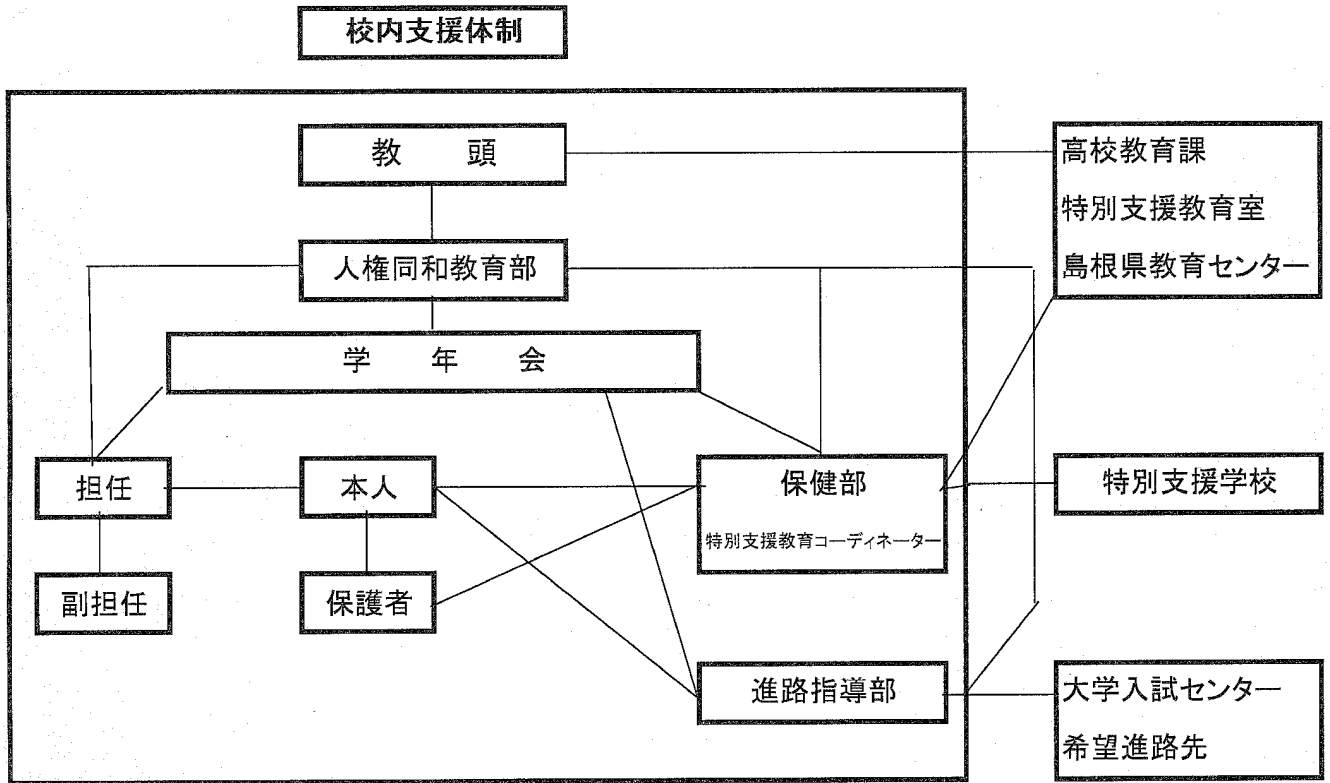 校内支援体制
教　　頭
高校教育課
特別支援教育室
島根県教育センター
人権同和教育部
学　　年　　会
担任
本人
保健部
特別支援教育コーディネーター
特別支援学校
副担任
保護者
進路指導部
大学入試センター
希望進路先